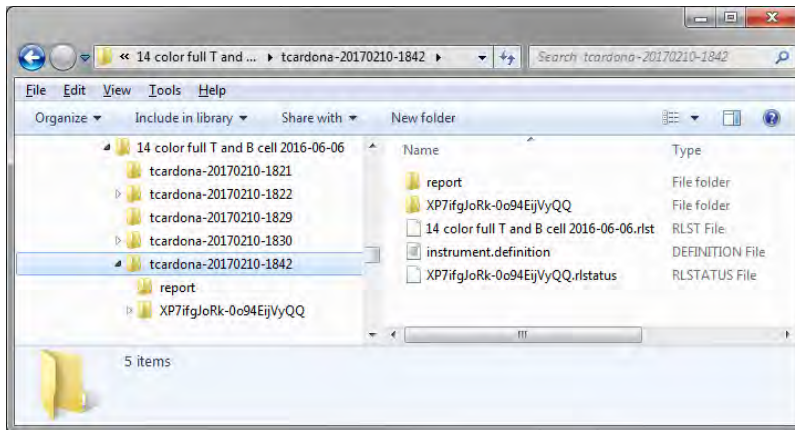 « 14 color full T and ... ▸ tcardona-20170210-1842 ▸ Search tcardona-20170210-1842
File Edit View Tools Help
Organize Include in library Share with New folder
14 color full T and B cell 2016-06-06
tcardona-20170210-1821
tcardona-20170210-1822
tcardona-20170210-1829
tcardona-20170210-1830
tcardona-20170210-1842
report
XP7ifgJoRk-0o94EijVyQQ
Name Type
report File folder
XP7ifgJoRk-0o94EijVyQQ File folder
14 color full T and B cell 2016-06-06.rlst RLST File
instrument.definition DEFINITION File
XP7ifgJoRk-0o94EijVyQQ.rlstatus RLSTATUS File
5 items